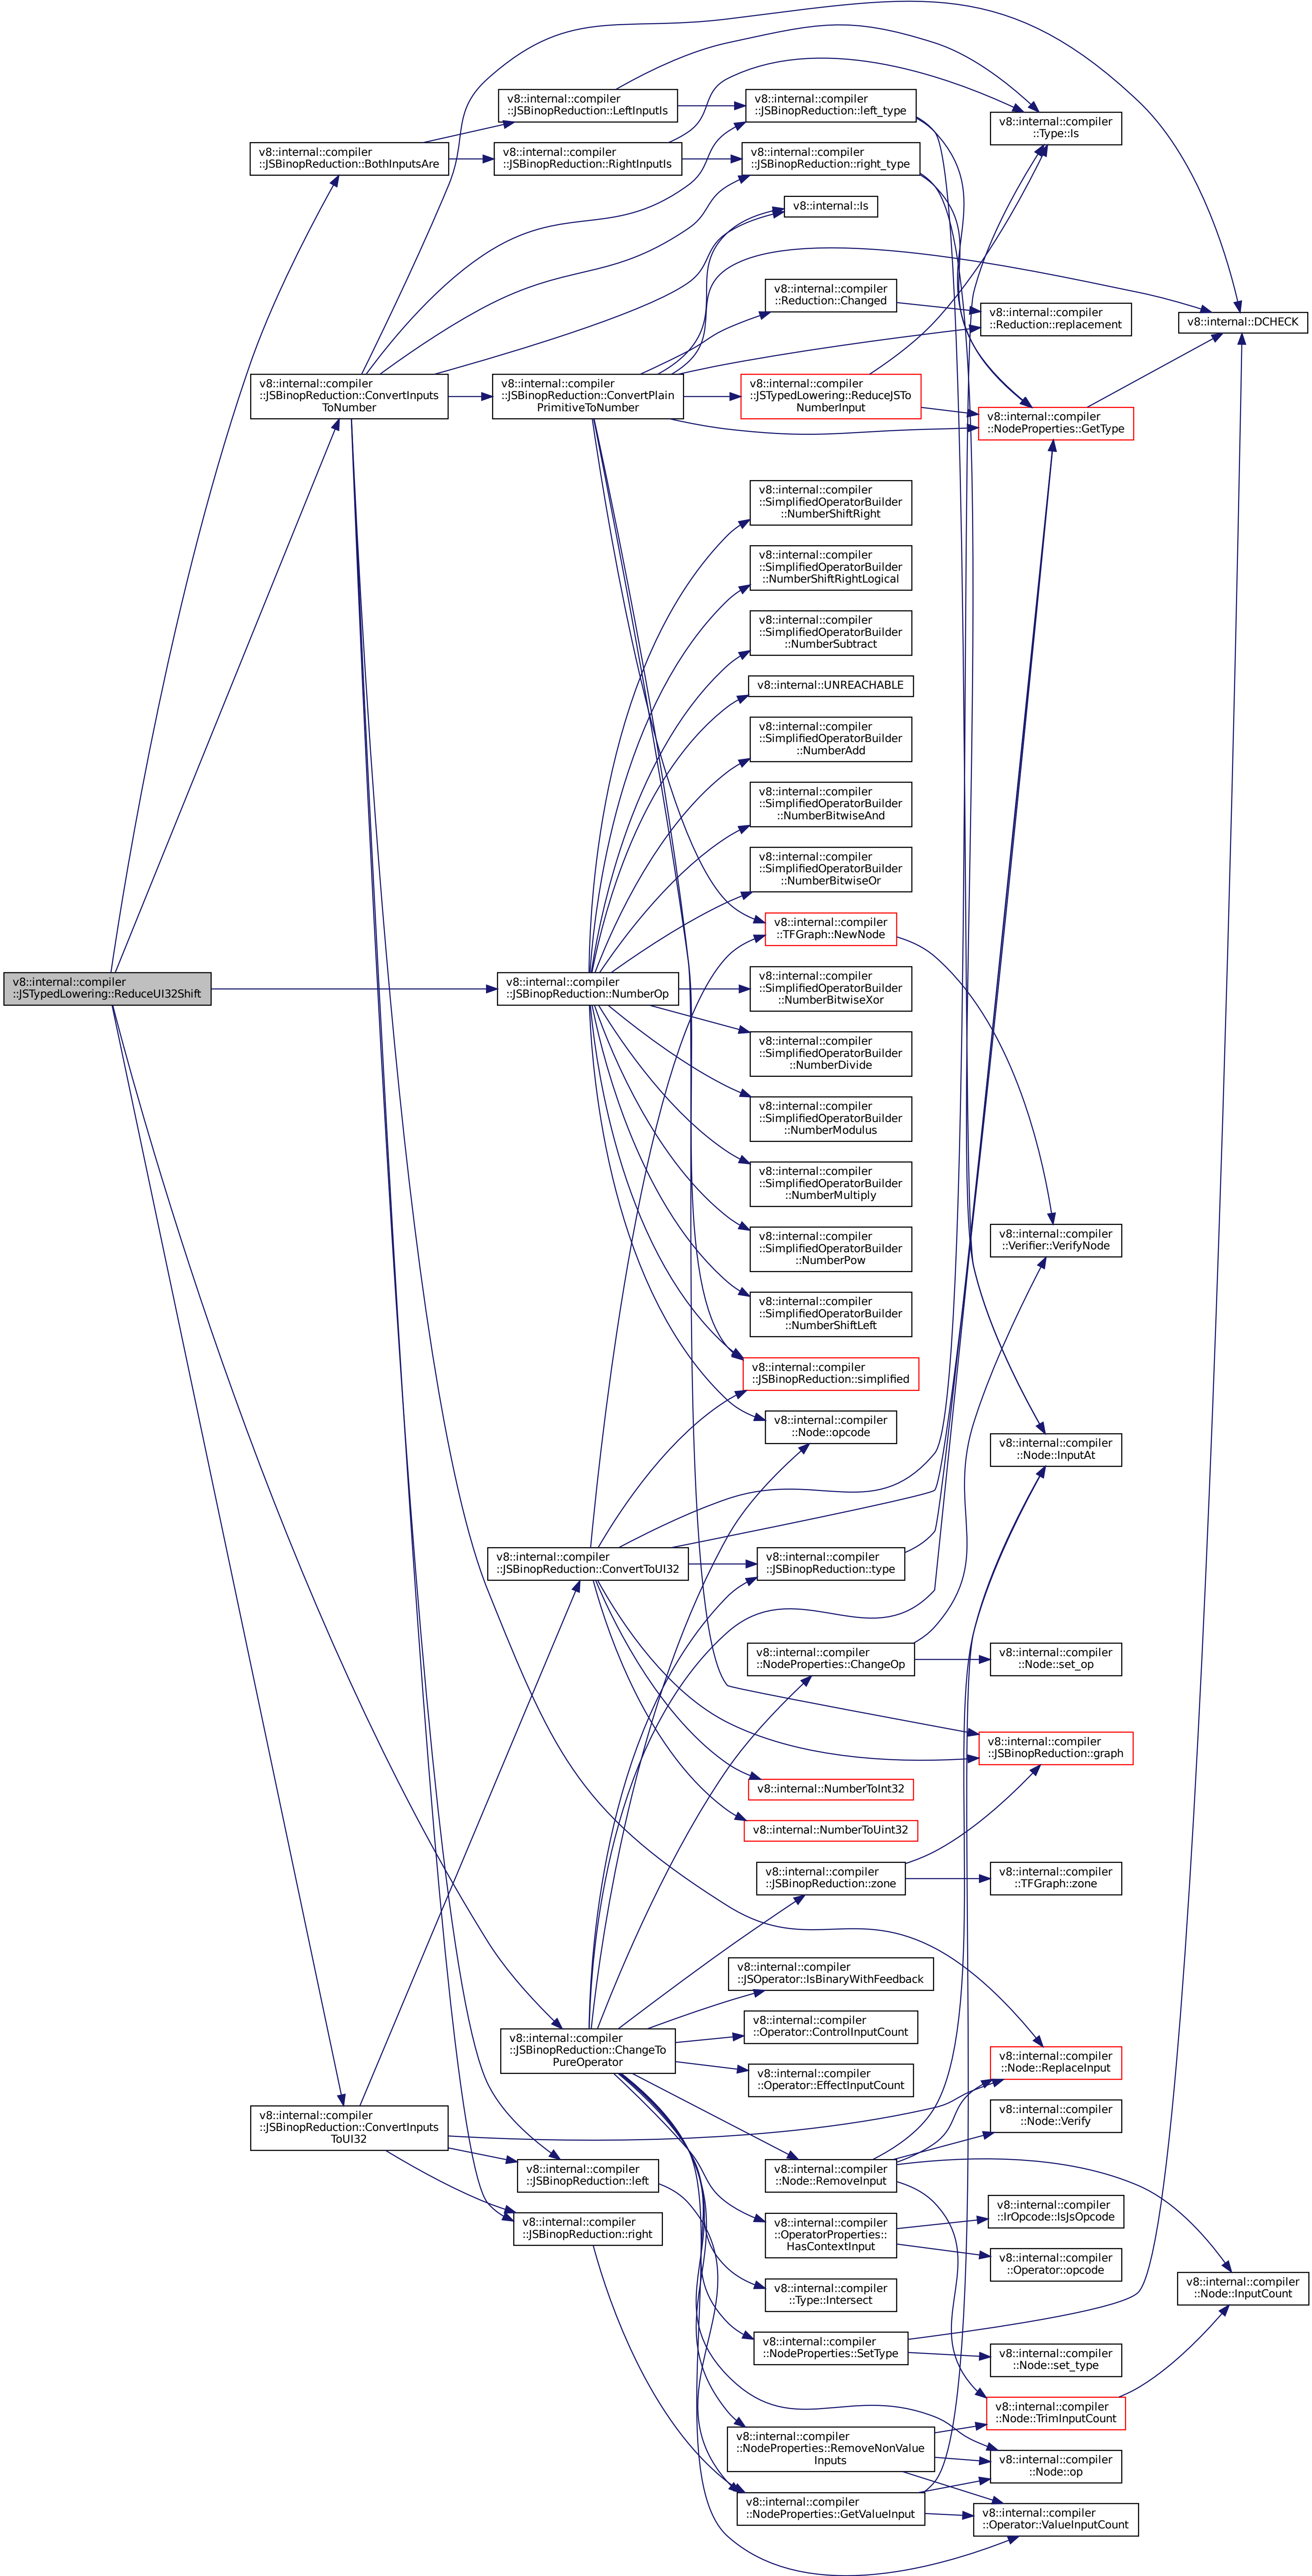 v8::internal::compiler
::JSTypedLowering::ReduceUI32Shift
v8::internal::compiler
::JSBinopReduction::BothInputsAre
v8::internal::compiler
::JSBinopReduction::ConvertInputs
ToNumber
v8::internal::compiler
::JSBinopReduction::ConvertInputs
ToUI32
v8::internal::compiler
::JSBinopReduction::LeftInputIs
v8::internal::compiler
::JSBinopReduction::RightInputIs
v8::internal::compiler
::JSBinopReduction::ConvertPlain
PrimitiveToNumber
v8::internal::compiler
::JSBinopReduction::NumberOp
v8::internal::compiler
::JSBinopReduction::ConvertToUI32
v8::internal::compiler
::JSBinopReduction::ChangeTo
PureOperator
v8::internal::compiler
::JSBinopReduction::left
v8::internal::compiler
::JSBinopReduction::right
v8::internal::compiler
::JSBinopReduction::left_type
v8::internal::compiler
::JSBinopReduction::right_type
v8::internal::Is
v8::internal::compiler
::Reduction::Changed
v8::internal::compiler
::JSTypedLowering::ReduceJSTo
NumberInput
v8::internal::compiler
::SimplifiedOperatorBuilder
::NumberShiftRight
v8::internal::compiler
::SimplifiedOperatorBuilder
::NumberShiftRightLogical
v8::internal::compiler
::SimplifiedOperatorBuilder
::NumberSubtract
v8::internal::UNREACHABLE
v8::internal::compiler
::SimplifiedOperatorBuilder
::NumberAdd
v8::internal::compiler
::SimplifiedOperatorBuilder
::NumberBitwiseAnd
v8::internal::compiler
::SimplifiedOperatorBuilder
::NumberBitwiseOr
v8::internal::compiler
::TFGraph::NewNode
v8::internal::compiler
::SimplifiedOperatorBuilder
::NumberBitwiseXor
v8::internal::compiler
::SimplifiedOperatorBuilder
::NumberDivide
v8::internal::compiler
::SimplifiedOperatorBuilder
::NumberModulus
v8::internal::compiler
::SimplifiedOperatorBuilder
::NumberMultiply
v8::internal::compiler
::SimplifiedOperatorBuilder
::NumberPow
v8::internal::compiler
::SimplifiedOperatorBuilder
::NumberShiftLeft
v8::internal::compiler
::JSBinopReduction::simplified
v8::internal::compiler
::Node::opcode
v8::internal::compiler
::JSBinopReduction::type
v8::internal::compiler
::NodeProperties::ChangeOp
v8::internal::NumberToInt32
v8::internal::NumberToUint32
v8::internal::compiler
::JSBinopReduction::zone
v8::internal::compiler
::JSOperator::IsBinaryWithFeedback
v8::internal::compiler
::Operator::ControlInputCount
v8::internal::compiler
::Operator::EffectInputCount
v8::internal::compiler
::Node::RemoveInput
v8::internal::compiler
::OperatorProperties::
HasContextInput
v8::internal::compiler
::Type::Intersect
v8::internal::compiler
::NodeProperties::SetType
v8::internal::compiler
::NodeProperties::RemoveNonValue
Inputs
v8::internal::compiler
::NodeProperties::GetValueInput
v8::internal::compiler
::Type::Is
v8::internal::compiler
::Reduction::replacement
v8::internal::compiler
::NodeProperties::GetType
v8::internal::compiler
::Verifier::VerifyNode
v8::internal::compiler
::Node::InputAt
v8::internal::compiler
::Node::set_op
v8::internal::compiler
::JSBinopReduction::graph
v8::internal::compiler
::TFGraph::zone
v8::internal::compiler
::Node::ReplaceInput
v8::internal::compiler
::Node::Verify
v8::internal::compiler
::IrOpcode::IsJsOpcode
v8::internal::compiler
::Operator::opcode
v8::internal::compiler
::Node::set_type
v8::internal::compiler
::Node::TrimInputCount
v8::internal::compiler
::Node::op
v8::internal::compiler
::Operator::ValueInputCount
v8::internal::DCHECK
v8::internal::compiler
::Node::InputCount